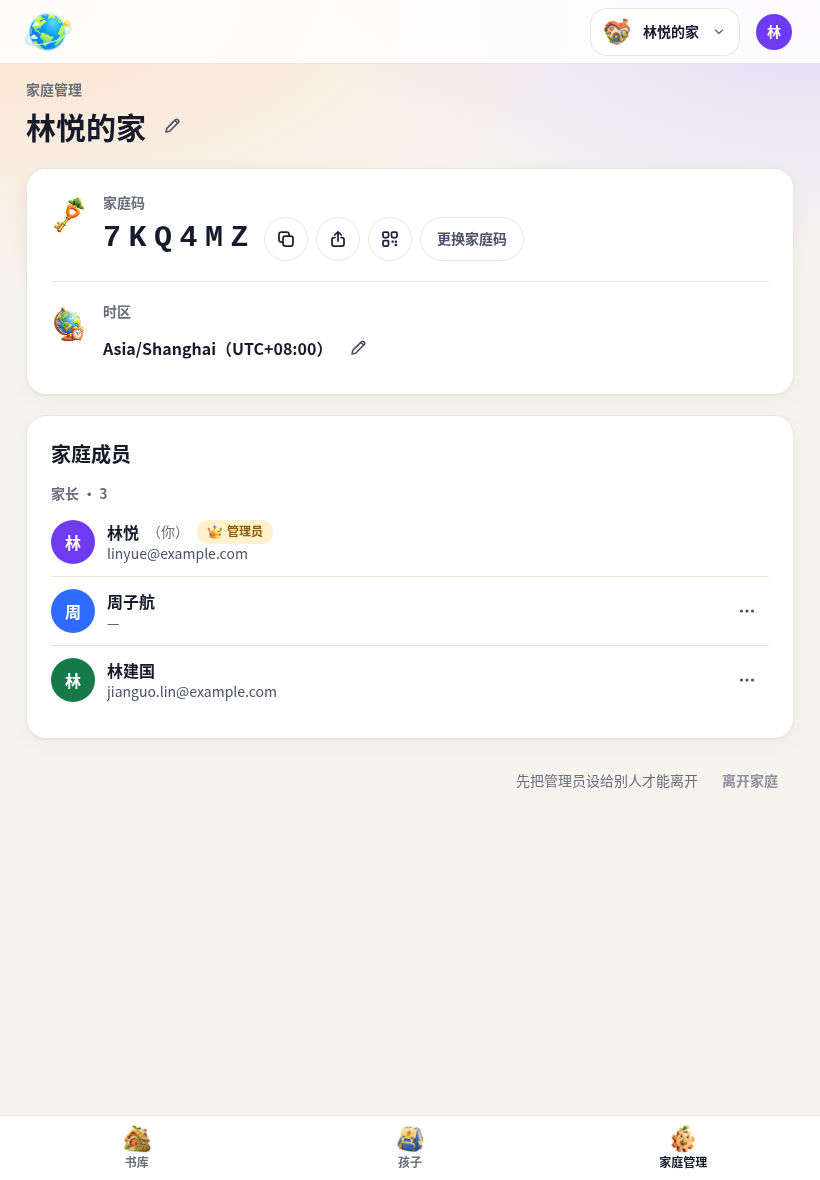 林悦的家
林
家庭管理
林悦的家
家庭码
7KQ4MZ
更换家庭码
时区
Asia/Shanghai（UTC+08:00）
家庭成员
家长 · 3
林
林悦 （你） 管理员
linyue@example.com
周
周子航
—
林
林建国
jianguo.lin@example.com
先把管理员设给别人才能离开 离开家庭
书库
孩子
家庭管理